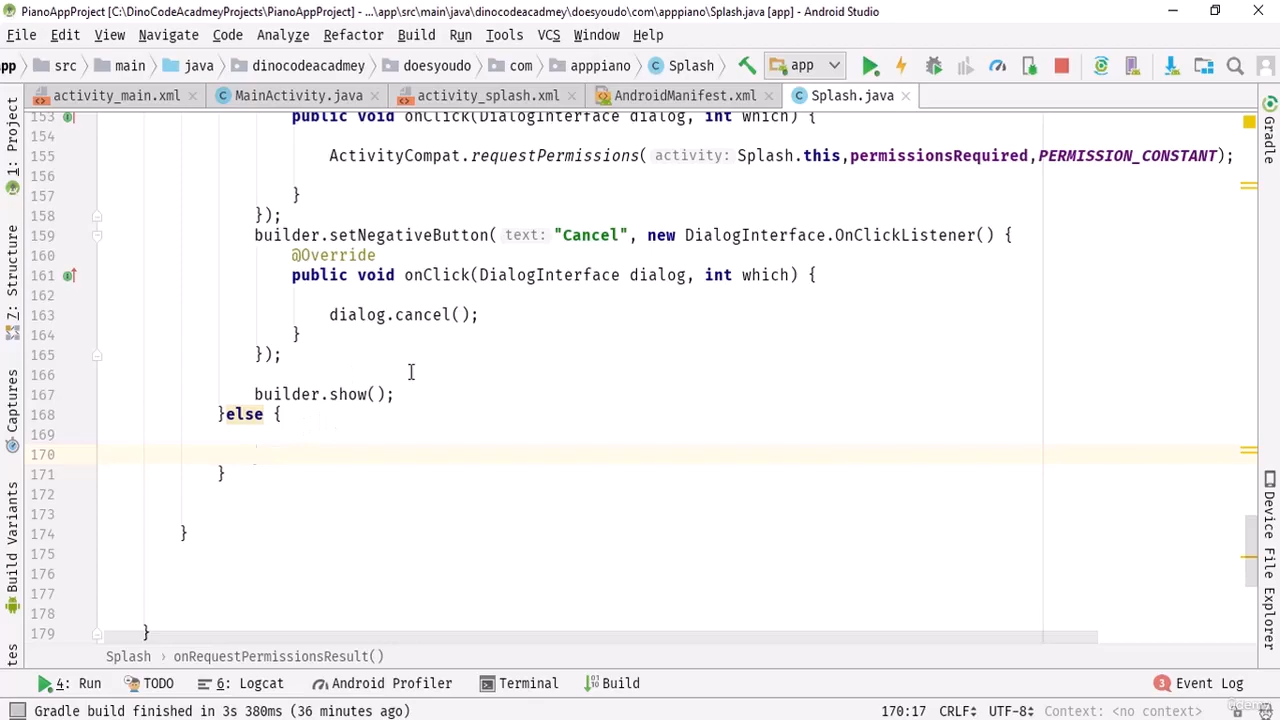 PianoAppProject [C:\DinoCodeAcadmeyProjects\PianoAppProject] - ...\app\src\main\java\dinocodeacadmey\doesyoudo\com\apppiano\Splash.java [app] - Android Studio
File Edit View Navigate Code Analyze Refactor Build Run Tools VCS Window Help
app src main java dinocodeacadmey doesyoudo com apppiano Splash app
activity_main.xml MainActivity.java activity_splash.xml AndroidManifest.xml Splash.java
153 public void onClick(DialogInterface dialog, int which) {
154
155 ActivityCompat.requestPermissions( activity: Splash.this,permissionsRequired,PERMISSION_CONSTANT);
156
157 }
158 });
159 builder.setNegativeButton( text: "Cancel", new DialogInterface.OnClickListener() {
160 @Override
161 public void onClick(DialogInterface dialog, int which) {
162
163 dialog.cancel();
164 }
165 });
166
167 builder.show();
168 }else {
169
170
171 }
172
173
174 }
175
176
177
178
179 }
1: Project
7: Structure
Captures
Build Variants
tes
Gradle
Device File Explorer
Splash onRequestPermissionsResult()
4: Run TODO 6: Logcat Android Profiler Terminal Build 3 Event Log
Gradle build finished in 3s 380ms (36 minutes ago) 170:17 CRLF UTF-8 Context: <no context>
udemy